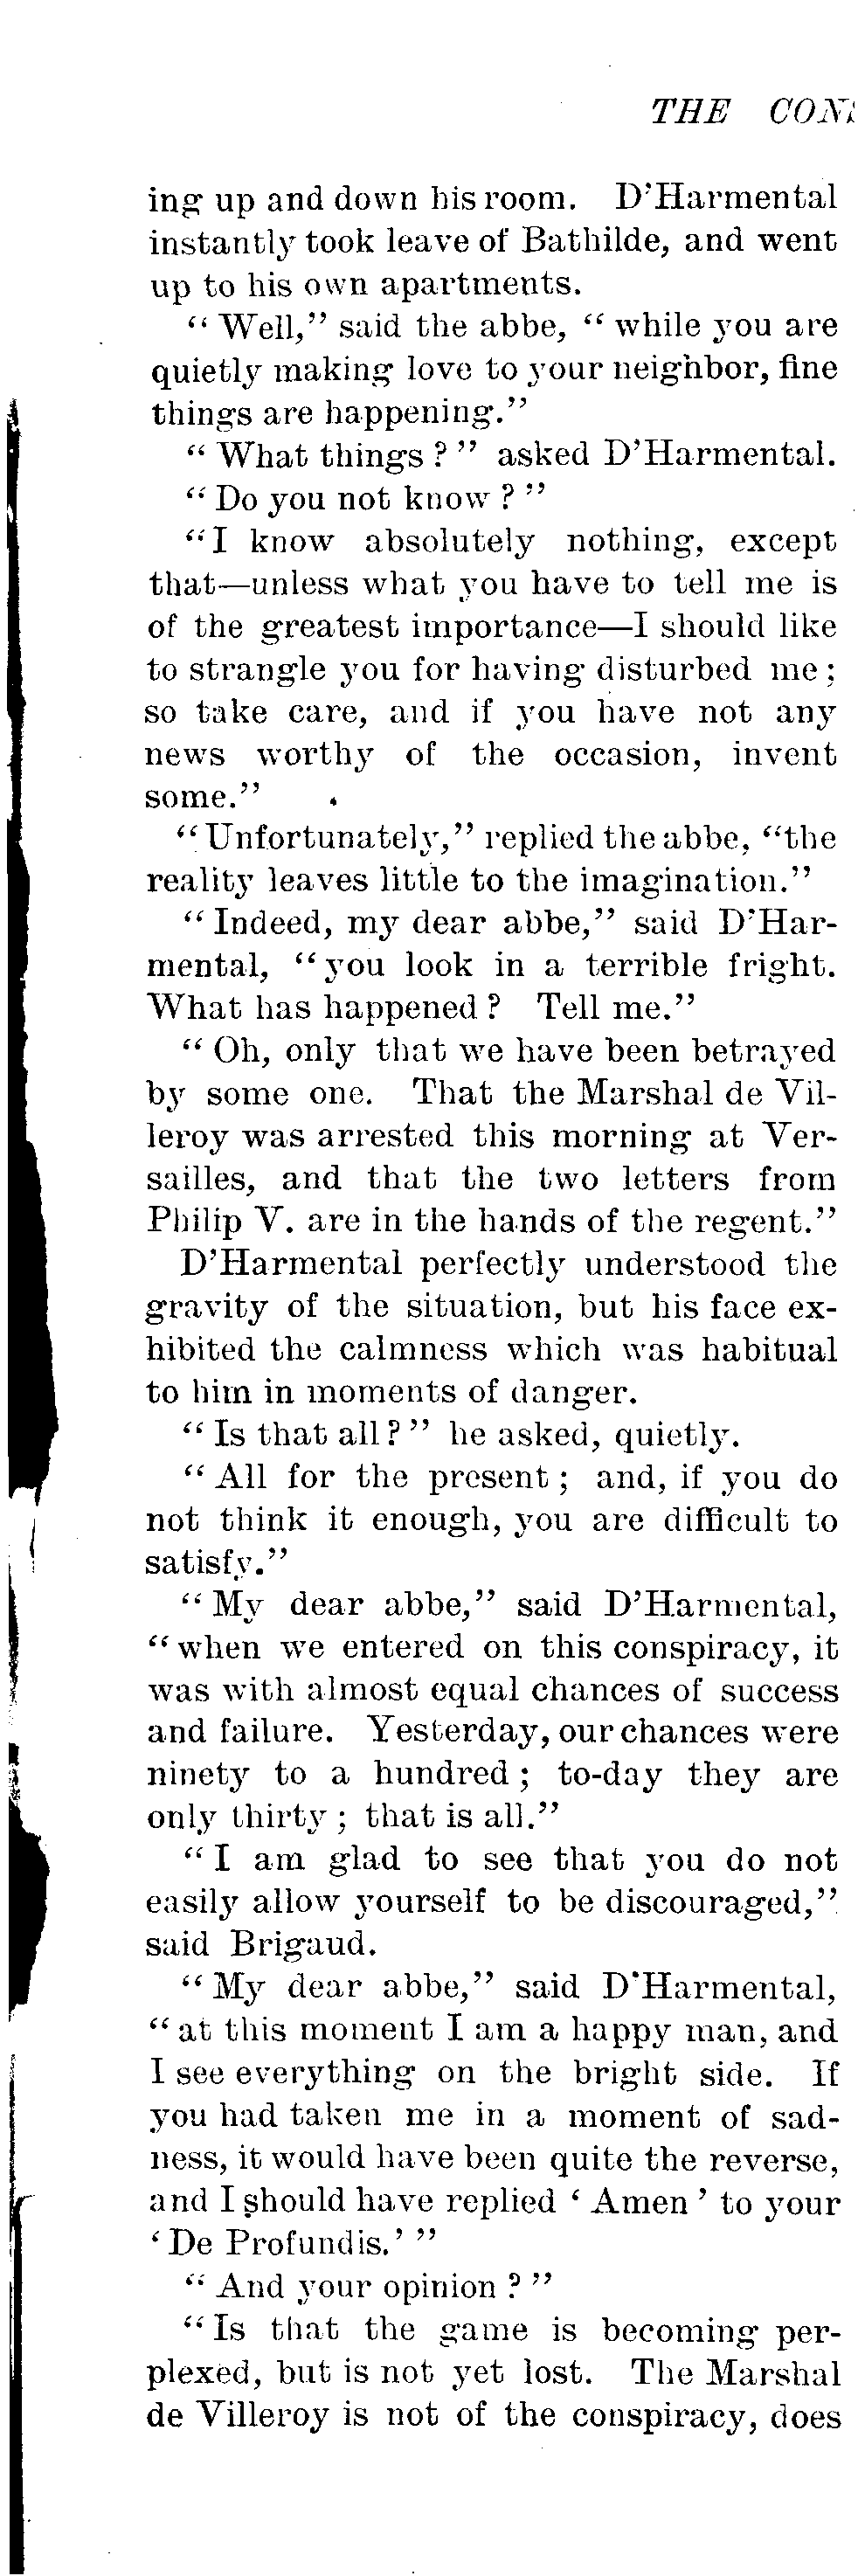 THE CONS
ing up and down his room. D'Harmental
instantly took leave of Bathilde, and went
up to his own apartments.
“Well,” said the abbe, “while you are
quietly making love to your neighbor, fine
things are happening.”
“What things?” asked D'Harmental.
“Do you not know?”
“I know absolutely nothing, except
that—unless what you have to tell me is
of the greatest importance—I should like
to strangle you for having disturbed me;
so take care, and if you have not any
news worthy of the occasion, invent
some.”
“Unfortunately,” replied the abbe, “the
reality leaves little to the imagination.”
“Indeed, my dear abbe,” said D'Har-
mental, “you look in a terrible fright.
What has happened? Tell me.”
“Oh, only that we have been betrayed
by some one. That the Marshal de Vil-
leroy was arrested this morning at Ver-
sailles, and that the two letters from
Philip V. are in the hands of the regent.”
D'Harmental perfectly understood the
gravity of the situation, but his face ex-
hibited the calmness which was habitual
to him in moments of danger.
“Is that all?” he asked, quietly.
“All for the present; and, if you do
not think it enough, you are difficult to
satisfy.”
“My dear abbe,” said D'Harmental,
“when we entered on this conspiracy, it
was with almost equal chances of success
and failure. Yesterday, our chances were
ninety to a hundred; to-day they are
only thirty; that is all.”
“I am glad to see that you do not
easily allow yourself to be discouraged,”
said Brigaud.
“My dear abbe,” said D'Harmental,
“at this moment I am a happy man, and
I see everything on the bright side. If
you had taken me in a moment of sad-
ness, it would have been quite the reverse,
and I should have replied ‘Amen’ to your
‘De Profundis.’”
“And your opinion?”
“Is that the game is becoming per-
plexed, but is not yet lost. The Marshal
de Villeroy is not of the conspiracy, does